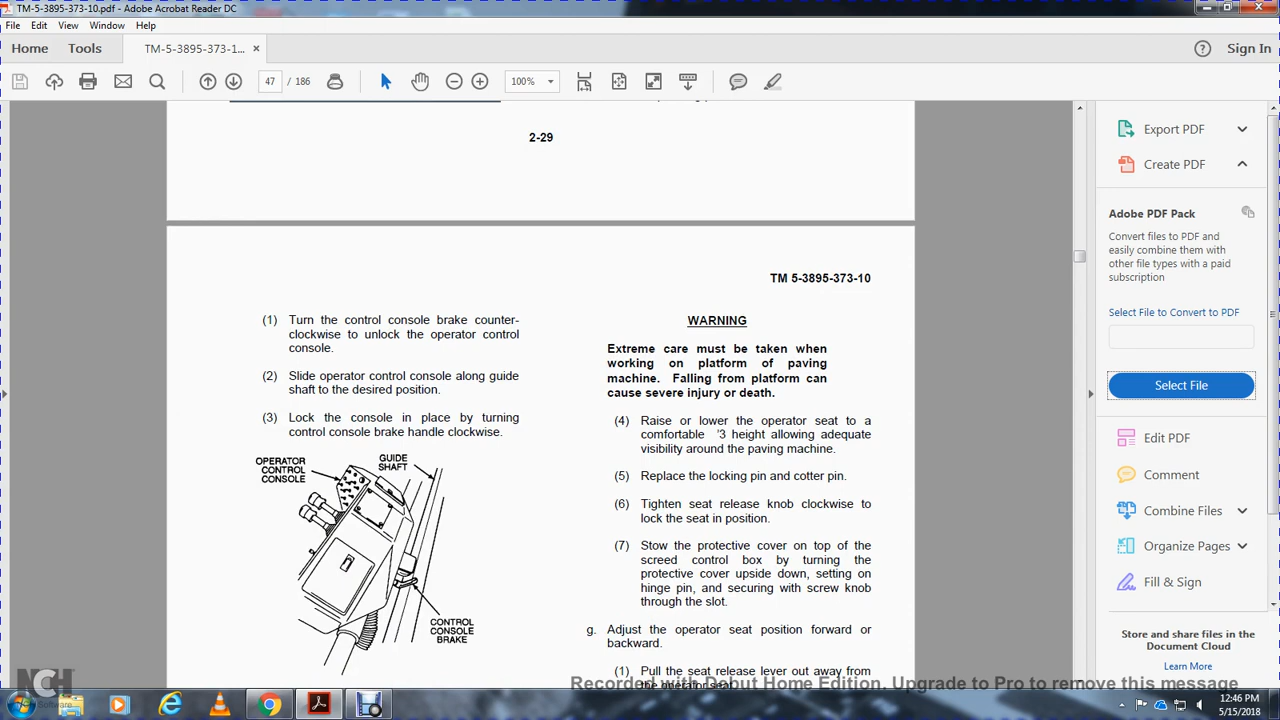 TM-5-3895-373-10.pdf - Adobe Acrobat Reader DC
File Edit View Window Help
Home Tools TM-5-3895-373-1... × Sign In
47 / 186 100%
2-29
TM 5-3895-373-10
(1) Turn the control console brake counter-
clockwise to unlock the operator control
console.
(2) Slide operator control console along guide
shaft to the desired position.
(3) Lock the console in place by turning
control console brake handle clockwise.
OPERATOR
CONTROL
CONSOLE
GUIDE
SHAFT
CONTROL
CONSOLE
BRAKE
WARNING
Extreme care must be taken when
working on platform of paving
machine. Falling from platform can
cause severe injury or death.
(4) Raise or lower the operator seat to a
comfortable '3 height allowing adequate
visibility around the paving machine.
(5) Replace the locking pin and cotter pin.
(6) Tighten seat release knob clockwise to
lock the seat in position.
(7) Stow the protective cover on top of the
screed control box by turning the
protective cover upside down, setting on
hinge pin, and securing with screw knob
through the slot.
g. Adjust the operator seat position forward or
backward.
(1) Pull the seat release lever out away from
Export PDF
Create PDF
Adobe PDF Pack
Convert files to PDF and
easily combine them with
other file types with a paid
subscription
Select File to Convert to PDF
Select File
Edit PDF
Comment
Combine Files
Organize Pages
Fill & Sign
Store and share files in the
Document Cloud
Learn More
Recorded with Debut Home Edition. Upgrade to Pro to remove this message
NCH
Software
12:46 PM
5/15/2018